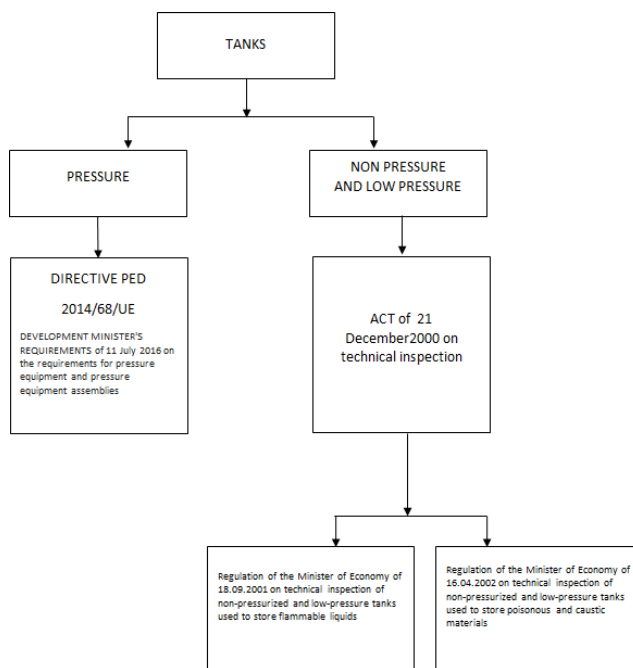 TANKS
PRESSURE
NON PRESSURE
AND LOW PRESSURE
DIRECTIVE PED
2014/68/UE
DEVELOPMENT MINISTER'S
REQUIREMENTS of 11 July 2016 on
the requirements for pressure
equipment and pressure
equipment assemblies
ACT of 21
December2000 on
technical inspection
Regulation of the Minister of Economy of
18.09.2001 on technical inspection of
non-pressurized and low-pressure tanks
used to store flammable liquids
Regulation of the Minister of Economy of
16.04.2002 on technical inspection of
non-pressurized and low-pressure tanks
used to store poisonous and caustic
materials